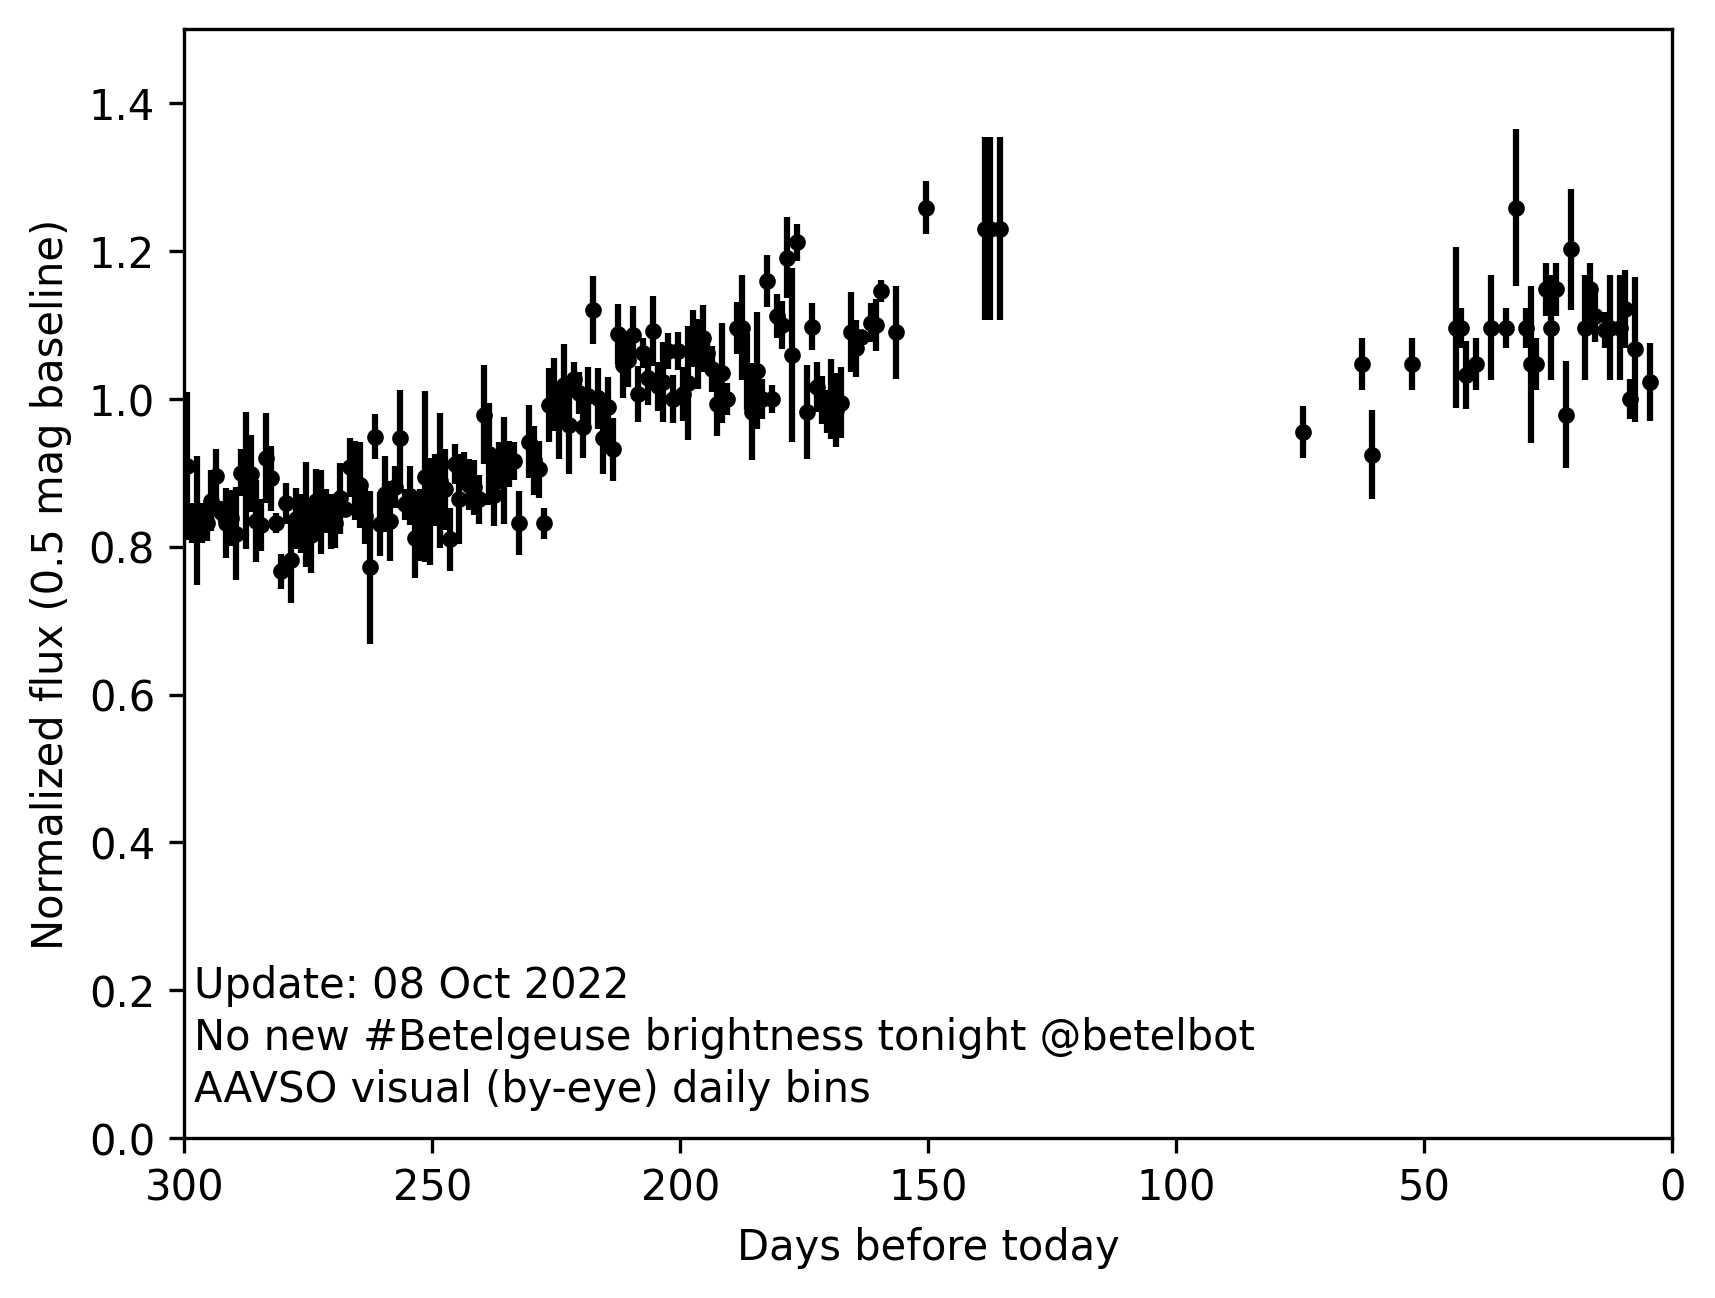 1.4
1.2
1.0
0.8
0.6
0.4
0.2
0.0
Normalized flux (0.5 mag baseline)
Update: 08 Oct 2022
No new #Betelgeuse brightness tonight @betelbot
AAVSO visual (by-eye) daily bins
300 250 200 150 100 50 0
Days before today